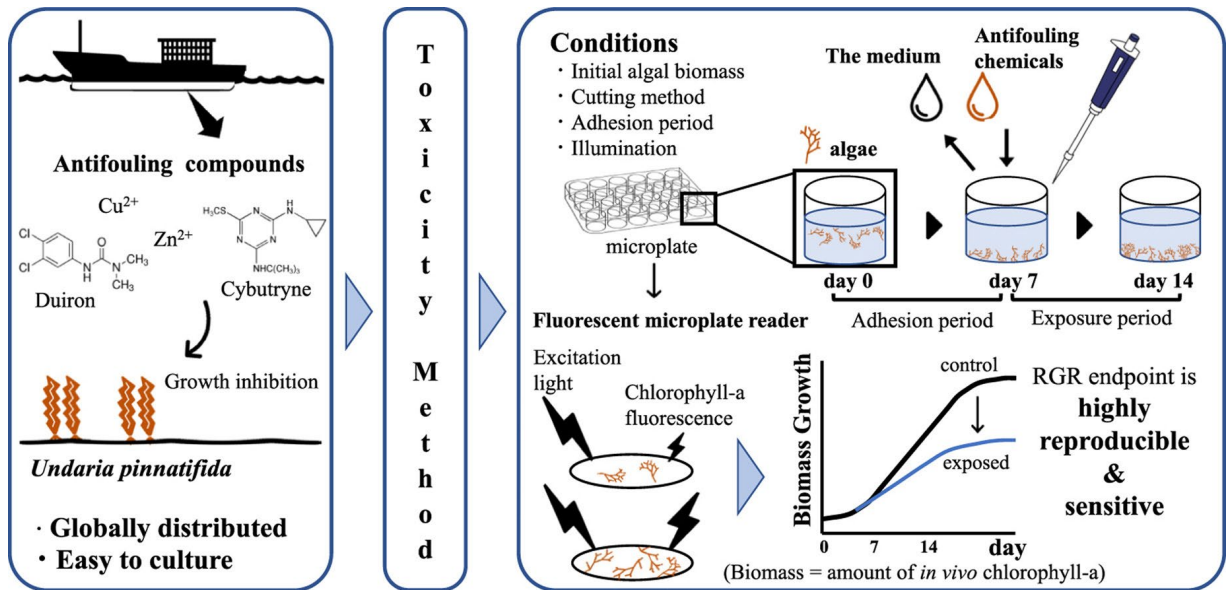 Antifouling compounds
Cu²⁺
Zn²⁺
Cl
Cl
NH
O
N
CH₃
CH₃
Duiron
H₃CS
N
N
N
H
N
NHC(CH₃)₃
Cybutryne
Growth inhibition
Undaria pinnatifida
· Globally distributed
· Easy to culture
Toxicity Method
Conditions
· Initial algal biomass
· Cutting method
· Adhesion period
· Illumination
The medium
Antifouling
chemicals
algae
microplate
day 0
day 7
day 14
Adhesion period
Exposure period
Fluorescent microplate reader
Excitation
light
Chlorophyll-a
fluorescence
Biomass Growth
control
exposed
0
7
14
day
(Biomass = amount of in vivo chlorophyll-a)
RGR endpoint is
highly
reproducible
&
sensitive